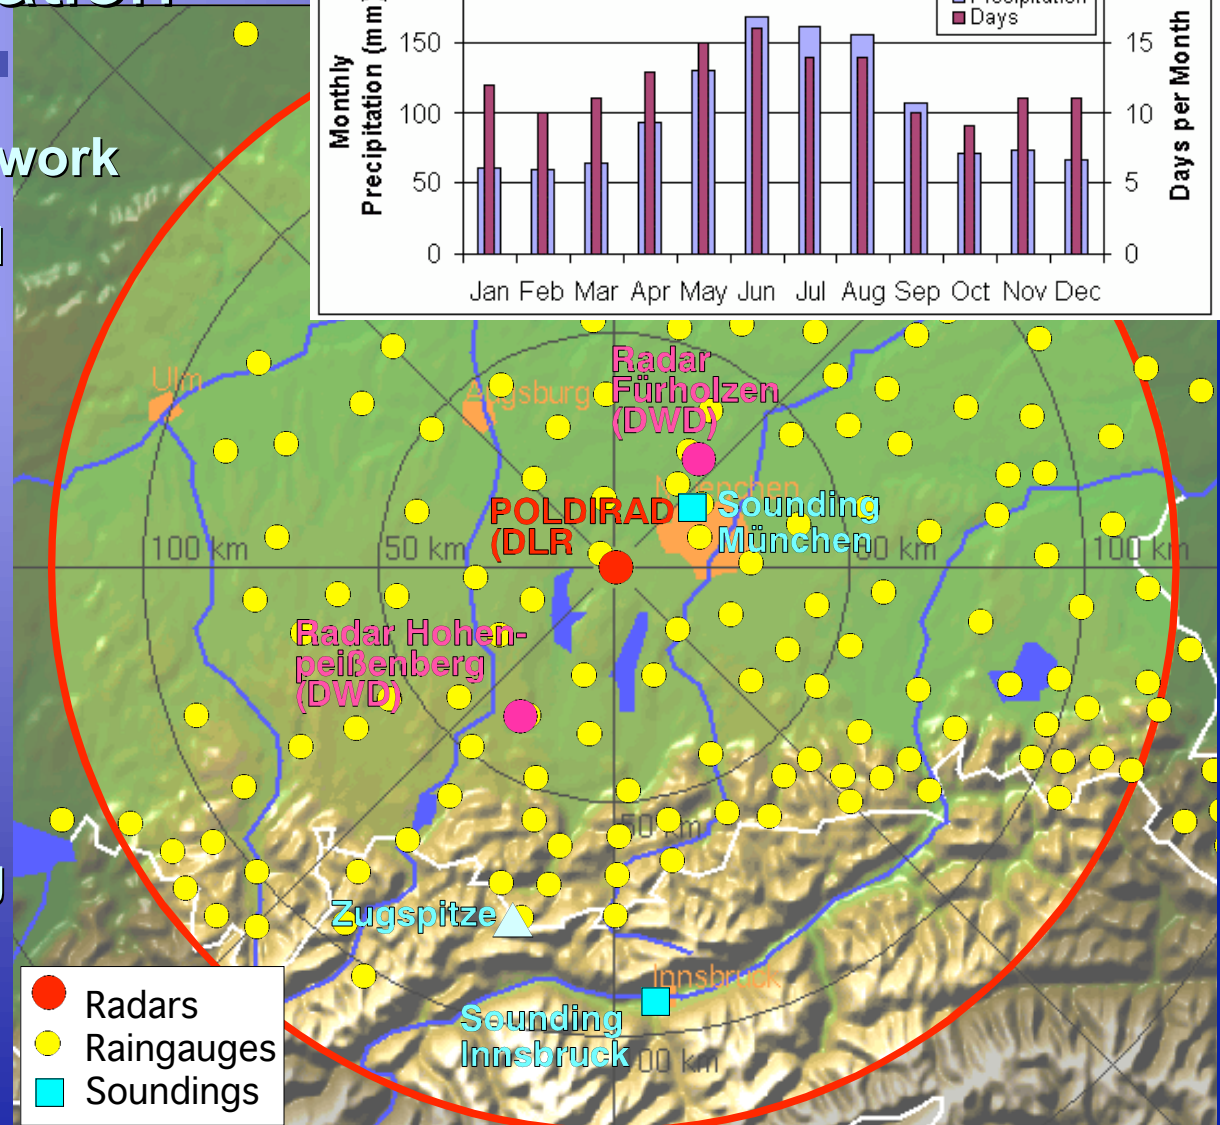 work
Precipitation
Days
Monthly
Precipitation (mm)
150
100
50
0
15
10
5
0
Days per Month
Jan Feb Mar Apr May Jun Jul Aug Sep Oct Nov Dec
Ulm
Augsburg
Radar
Fürholzen
(DWD)
POLDIRAD
(DLR
Sounding
München
100 km
50 km
100 km
Radar Hohen-
peißenberg
(DWD)
50 km
Zugspitze
Innsbruck
Sounding
Innsbruck
Radars
Raingauges
Soundings